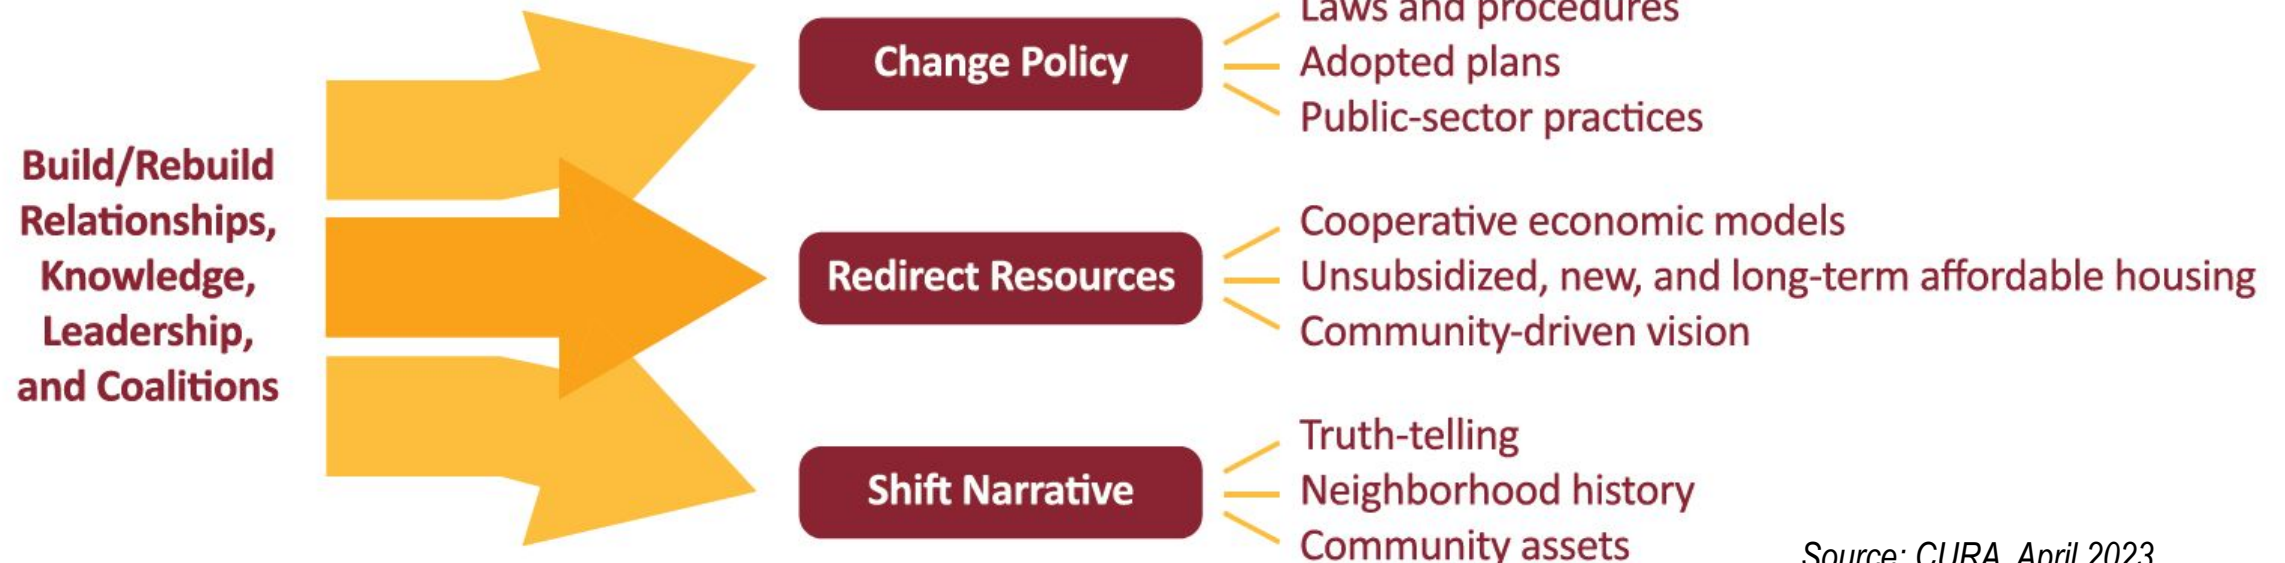 Build/Rebuild
Relationships,
Knowledge,
Leadership,
and Coalitions
Change Policy
Laws and procedures
Adopted plans
Public-sector practices
Redirect Resources
Cooperative economic models
Unsubsidized, new, and long-term affordable housing
Community-driven vision
Shift Narrative
Truth-telling
Neighborhood history
Community assets
Source: CURA, April 2023